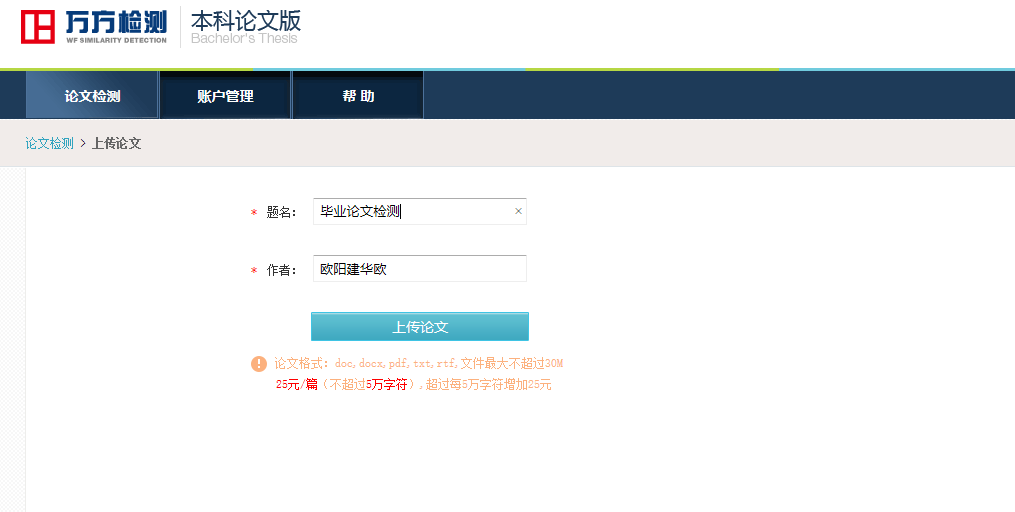 万方检测 本科论文版
WF SIMILARITY DETECTION Bachelor's Thesis
论文检测 账户管理 帮 助
论文检测 > 上传论文
* 题名： 毕业论文检测 ×
* 作者： 欧阳建华欧
上传论文
! 论文格式：doc,docx,pdf,txt,rtf,文件最大不超过30M
25元/篇（不超过5万字符）,超过每5万字符增加25元